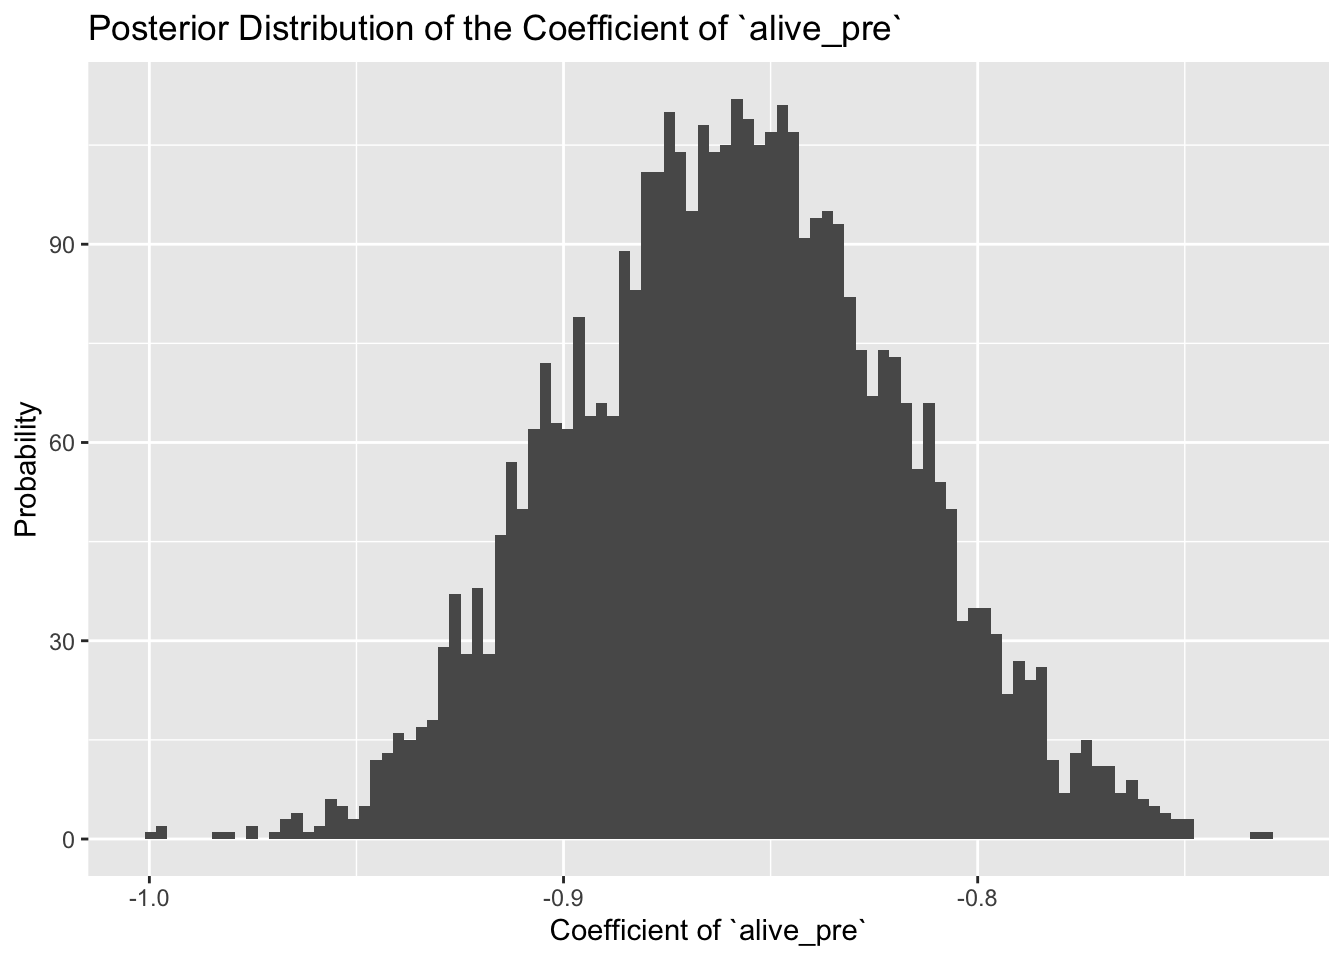 Posterior Distribution of the Coefficient of `alive_pre`
Probability
90
60
30
0
-1.0
-0.9
-0.8
Coefficient of `alive_pre`